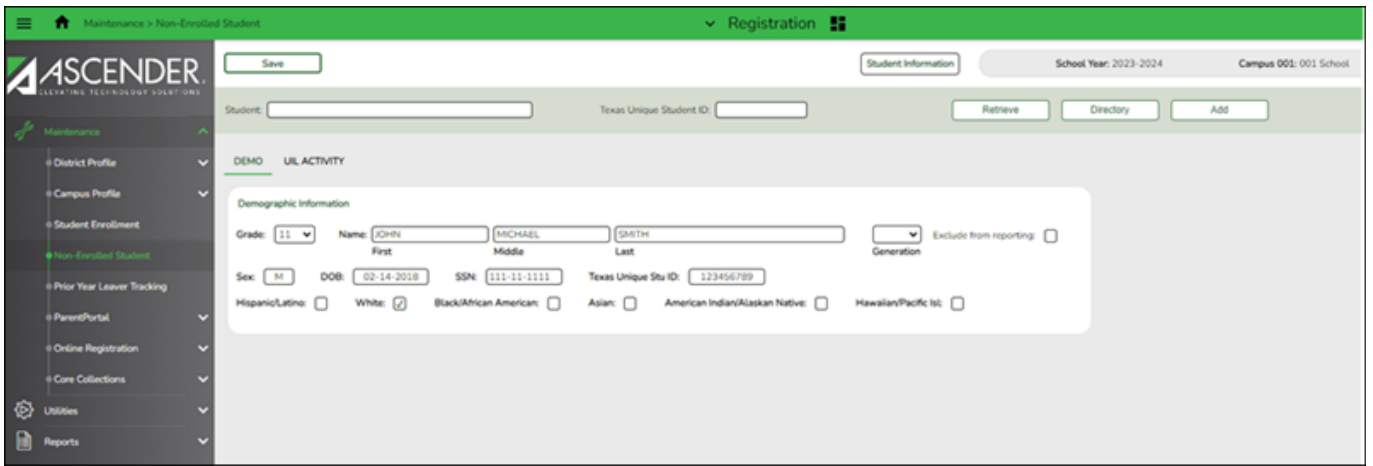 Maintenance > Non-Enrolled Student
Registration
ASCENDER
ELEVATING TECHNOLOGY SOLUTIONS
Save
Student Information
School Year: 2023-2024
Campus 001: 001 School
Student:
Texas Unique Student ID:
Retrieve
Directory
Add
Maintenance
District Profile
Campus Profile
Student Enrollment
Non-Enrolled Student
Prior Year Leaver Tracking
ParentPortal
Online Registration
Core Collections
Utilities
Reports
DEMO UIL ACTIVITY
Demographic Information
Grade: 11 Name: JOHN MICHAEL SMITH Exclude from reporting:
First Middle Last Generation
Sex: M DOB: 02-14-2018 SSN: 111-11-1111 Texas Unique Stu ID: 123456789
Hispanic/Latino: White: Black/African American: Asian: American Indian/Alaskan Native: Hawaiian/Pacific Isl: